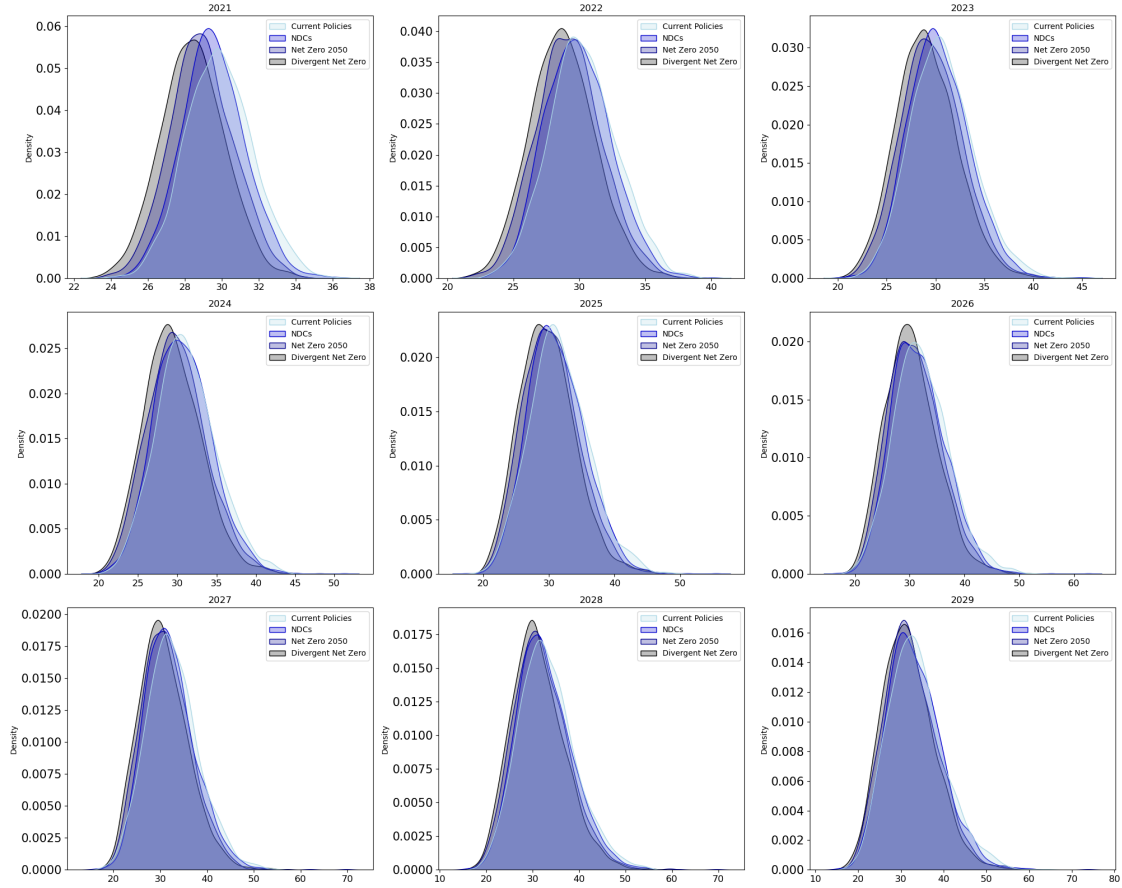 2021
Density
0.06
0.05
0.04
0.03
0.02
0.01
0.00
22 24 26 28 30 32 34 36 38
Current Policies
NDCs
Net Zero 2050
Divergent Net Zero
2022
Density
0.040
0.035
0.030
0.025
0.020
0.015
0.010
0.005
0.000
20 25 30 35 40
Current Policies
NDCs
Net Zero 2050
Divergent Net Zero
2023
Density
0.030
0.025
0.020
0.015
0.010
0.005
0.000
20 25 30 35 40 45
Current Policies
NDCs
Net Zero 2050
Divergent Net Zero
2024
Density
0.025
0.020
0.015
0.010
0.005
0.000
20 25 30 35 40 45 50
Current Policies
NDCs
Net Zero 2050
Divergent Net Zero
2025
Density
0.020
0.015
0.010
0.005
0.000
20 30 40 50
Current Policies
NDCs
Net Zero 2050
Divergent Net Zero
2026
Density
0.020
0.015
0.010
0.005
0.000
20 30 40 50 60
Current Policies
NDCs
Net Zero 2050
Divergent Net Zero
2027
Density
0.0200
0.0175
0.0150
0.0125
0.0100
0.0075
0.0050
0.0025
0.0000
20 30 40 50 60 70
Current Policies
NDCs
Net Zero 2050
Divergent Net Zero
2028
Density
0.0175
0.0150
0.0125
0.0100
0.0075
0.0050
0.0025
0.0000
10 20 30 40 50 60 70
Current Policies
NDCs
Net Zero 2050
Divergent Net Zero
2029
Density
0.016
0.014
0.012
0.010
0.008
0.006
0.004
0.002
0.000
10 20 30 40 50 60 70 80
Current Policies
NDCs
Net Zero 2050
Divergent Net Zero